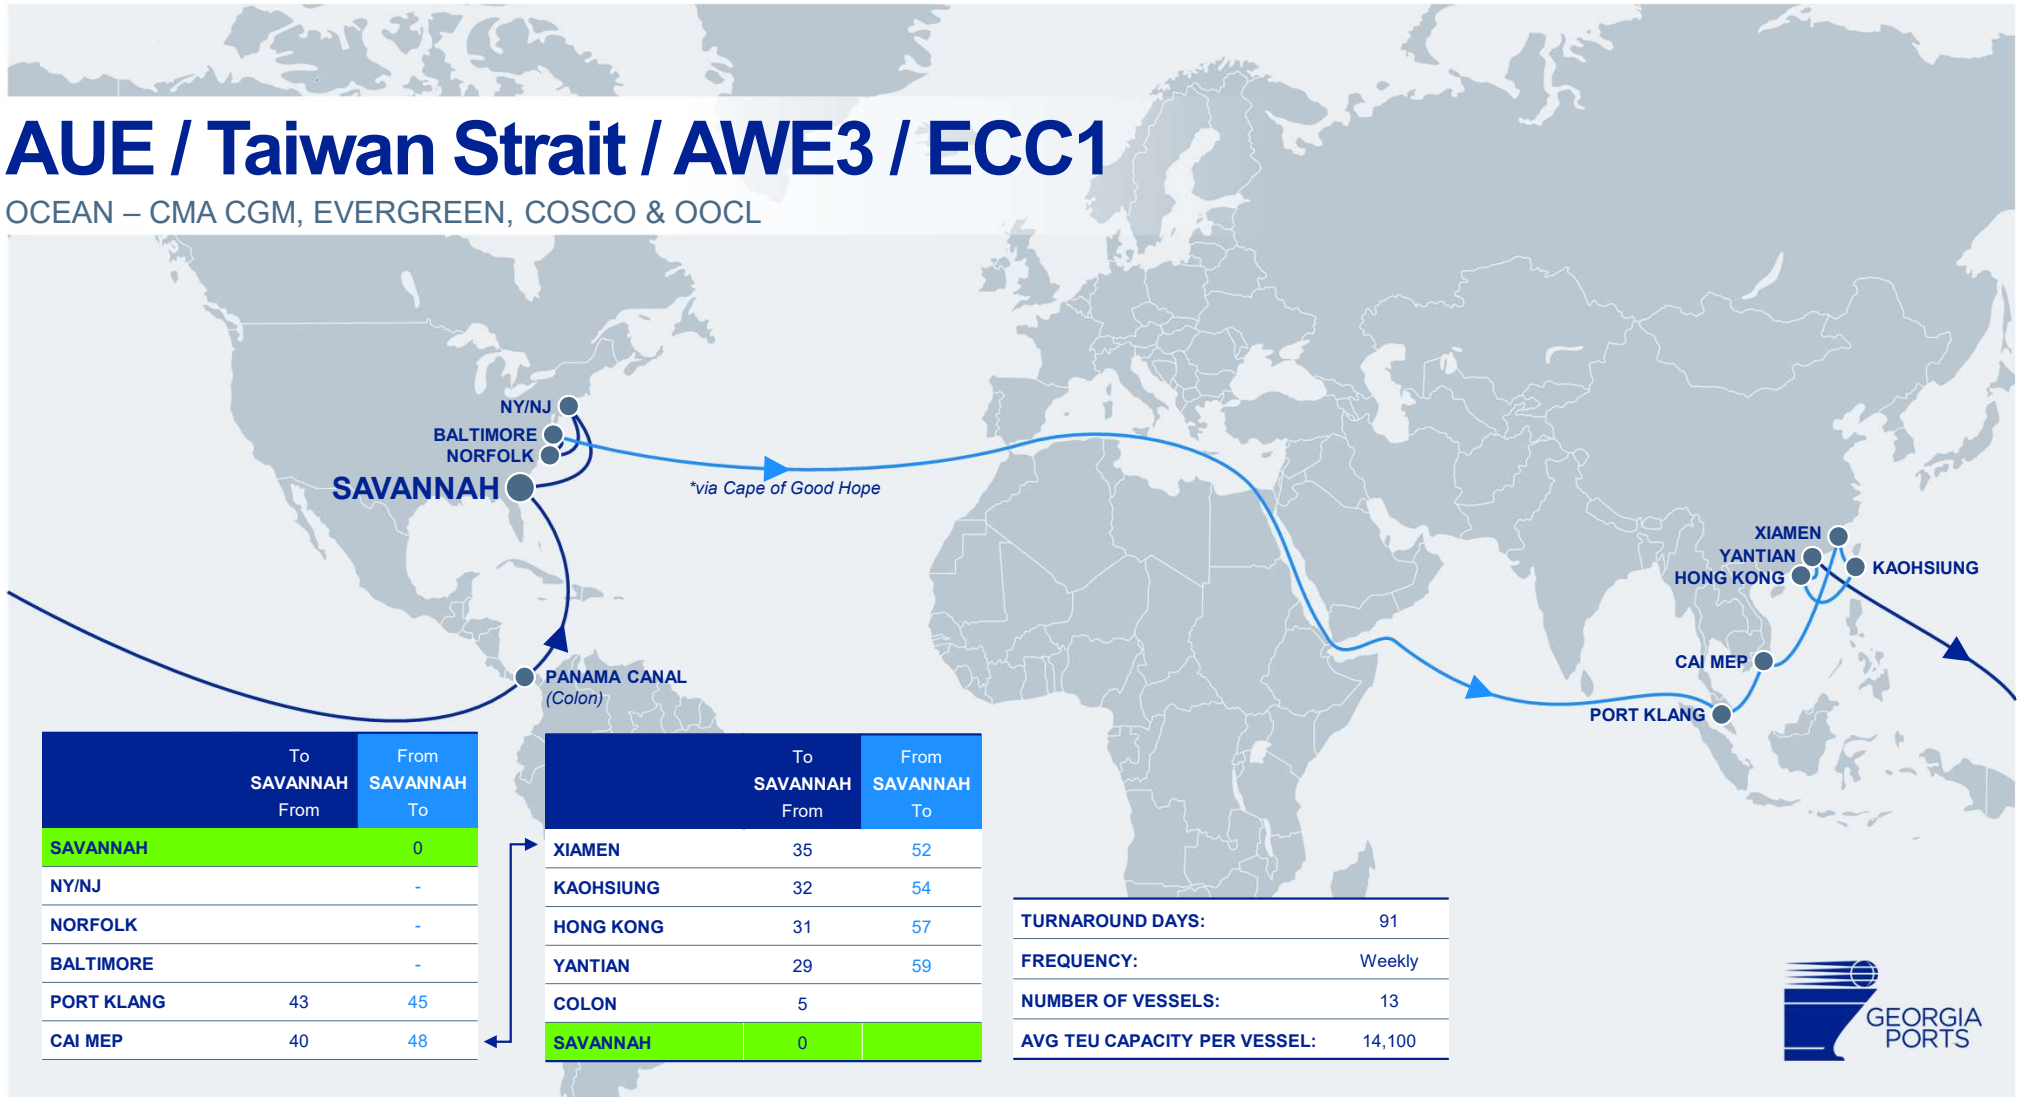 AUE / Taiwan Strait / AWE3 / ECC1
OCEAN – CMA CGM, EVERGREEN, COSCO & OOCL
NY/NJ
BALTIMORE
NORFOLK
SAVANNAH
*via Cape of Good Hope
PANAMA CANAL
(Colon)
XIAMEN
YANTIAN
HONG KONG
KAOHSIUNG
CAI MEP
PORT KLANG
To SAVANNAH From
From SAVANNAH To
SAVANNAH 0
NY/NJ -
NORFOLK -
BALTIMORE -
PORT KLANG 43 45
CAI MEP 40 48
To SAVANNAH From
From SAVANNAH To
XIAMEN 35 52
KAOHSIUNG 32 54
HONG KONG 31 57
YANTIAN 29 59
COLON 5
SAVANNAH 0
TURNAROUND DAYS: 91
FREQUENCY: Weekly
NUMBER OF VESSELS: 13
AVG TEU CAPACITY PER VESSEL: 14,100
GEORGIA
PORTS